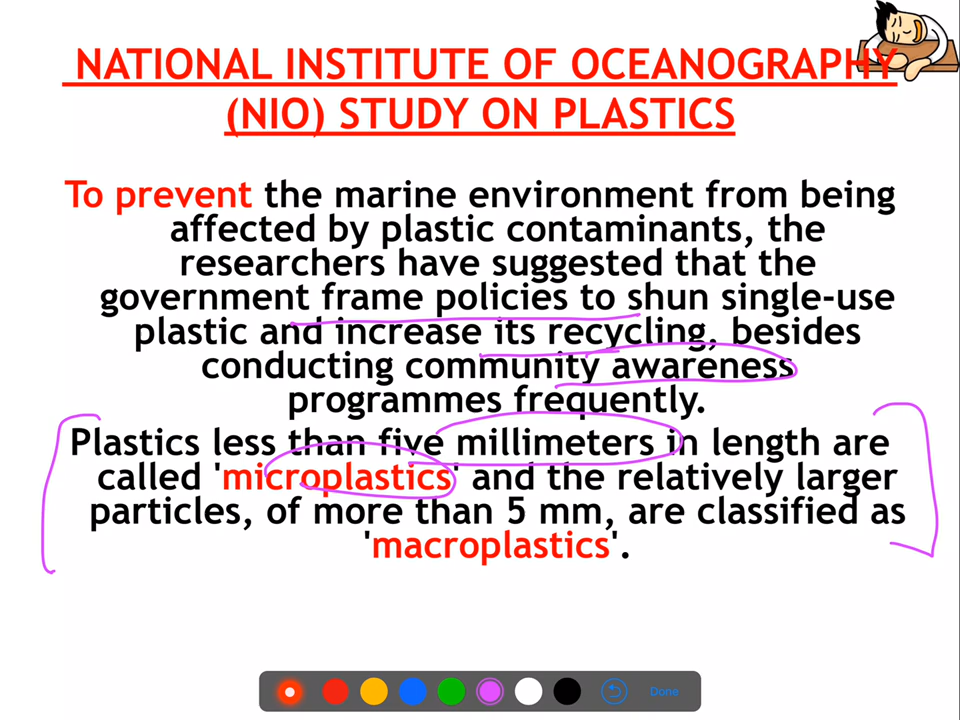 NATIONAL INSTITUTE OF OCEANOGRAPHY
(NIO) STUDY ON PLASTICS
To prevent the marine environment from being
affected by plastic contaminants, the
researchers have suggested that the
government frame policies to shun single-use
plastic and increase its recycling, besides
conducting community awareness
programmes frequently.
Plastics less than five millimeters in length are
called 'microplastics' and the relatively larger
particles, of more than 5 mm, are classified as
'macroplastics'.
Done